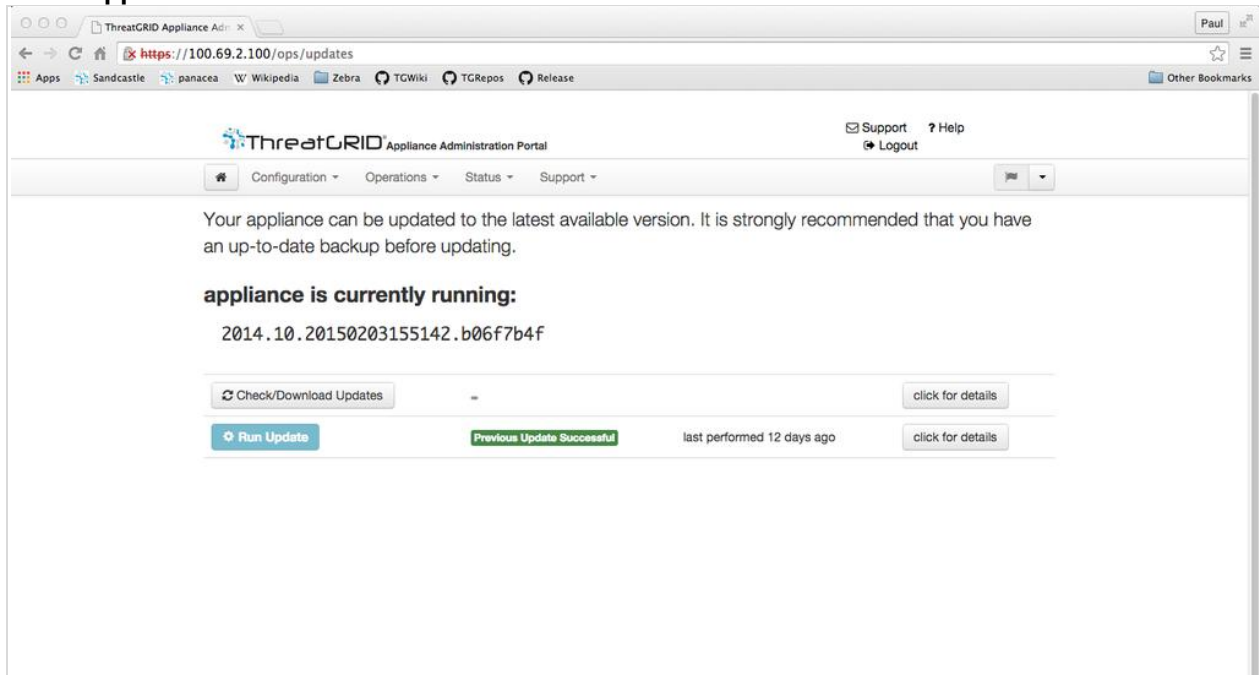 ThreatGRID Appliance Adn
Paul
https://100.69.2.100/ops/updates
Apps Sandcastle panacea W Wikipedia Zebra TGWiki TGRepos Release Other Bookmarks
Support ? Help
ThreatGRID Appliance Administration Portal
Logout
Configuration Operations Status Support
Your appliance can be updated to the latest available version. It is strongly recommended that you have
an up-to-date backup before updating.
appliance is currently running:
2014.10.20150203155142.b06f7b4f
Check/Download Updates - click for details
Run Update Previous Update Successful last performed 12 days ago click for details